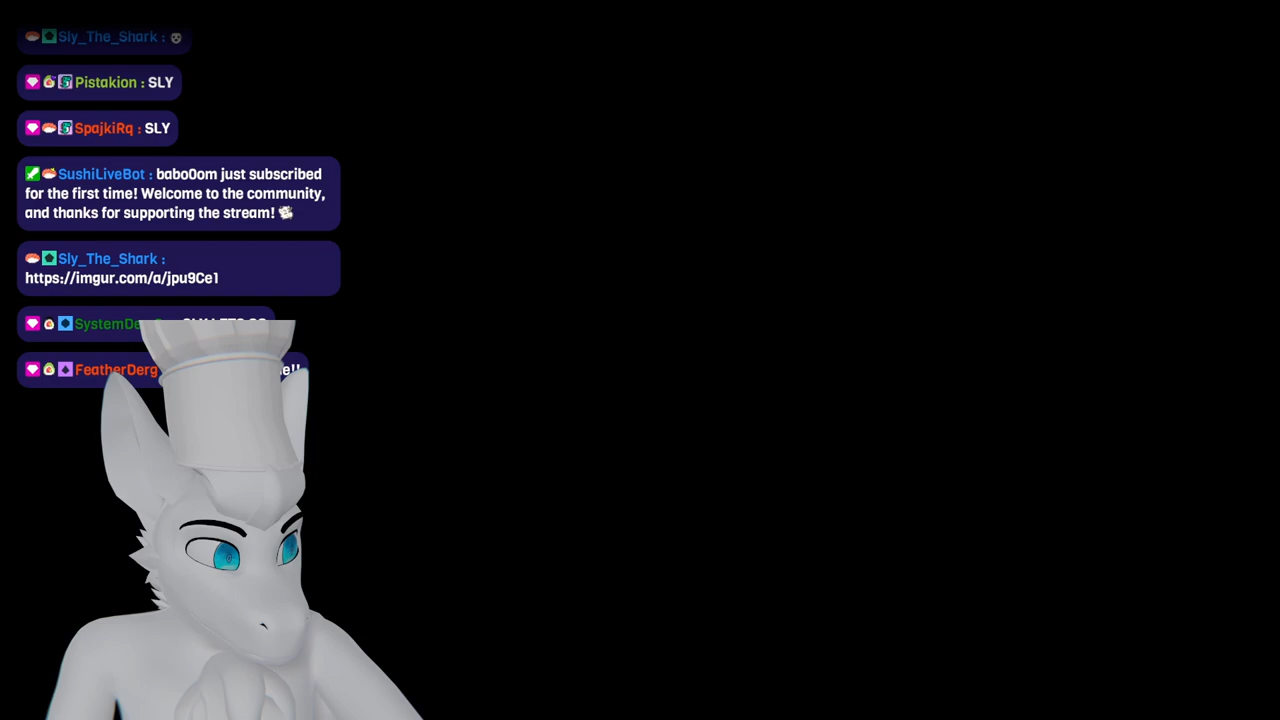 Sly_The_Shark :
Pistakion : SLY
SpajkiRq : SLY
SushiLiveBot : baboOom just subscribed
for the first time! Welcome to the community,
and thanks for supporting the stream!
Sly_The_Shark :
https://imgur.com/a/jpu9Ce1
FeatherDerg